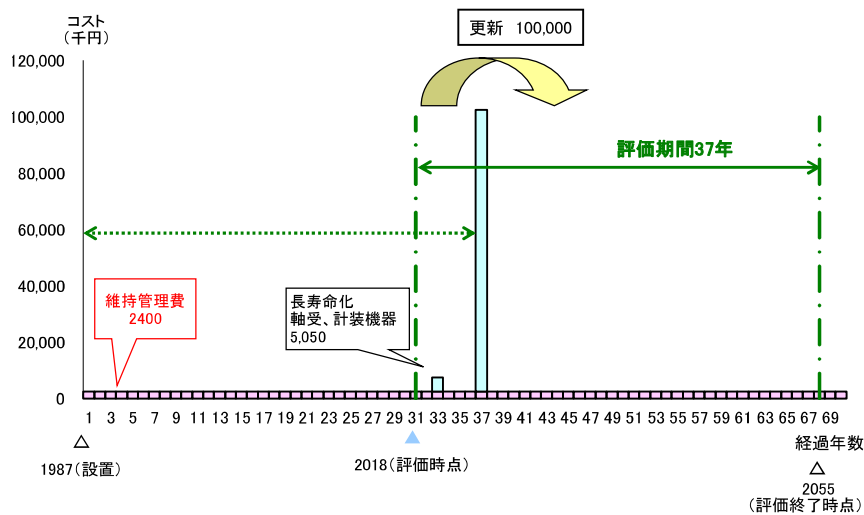 コスト
（千円）
更新 100,000
120,000
100,000
80,000
60,000
40,000
20,000
0
評価期間37年
維持管理費
2400
長寿命化
軸受、計装機器
5,050
1 3 5 7 9 11 13 15 17 19 21 23 25 27 29 31 33 35 37 39 41 43 45 47 49 51 53 55 57 59 61 63 65 67 69
経過年数
1987（設置）
2018（評価時点）
2055
（評価終了時点）